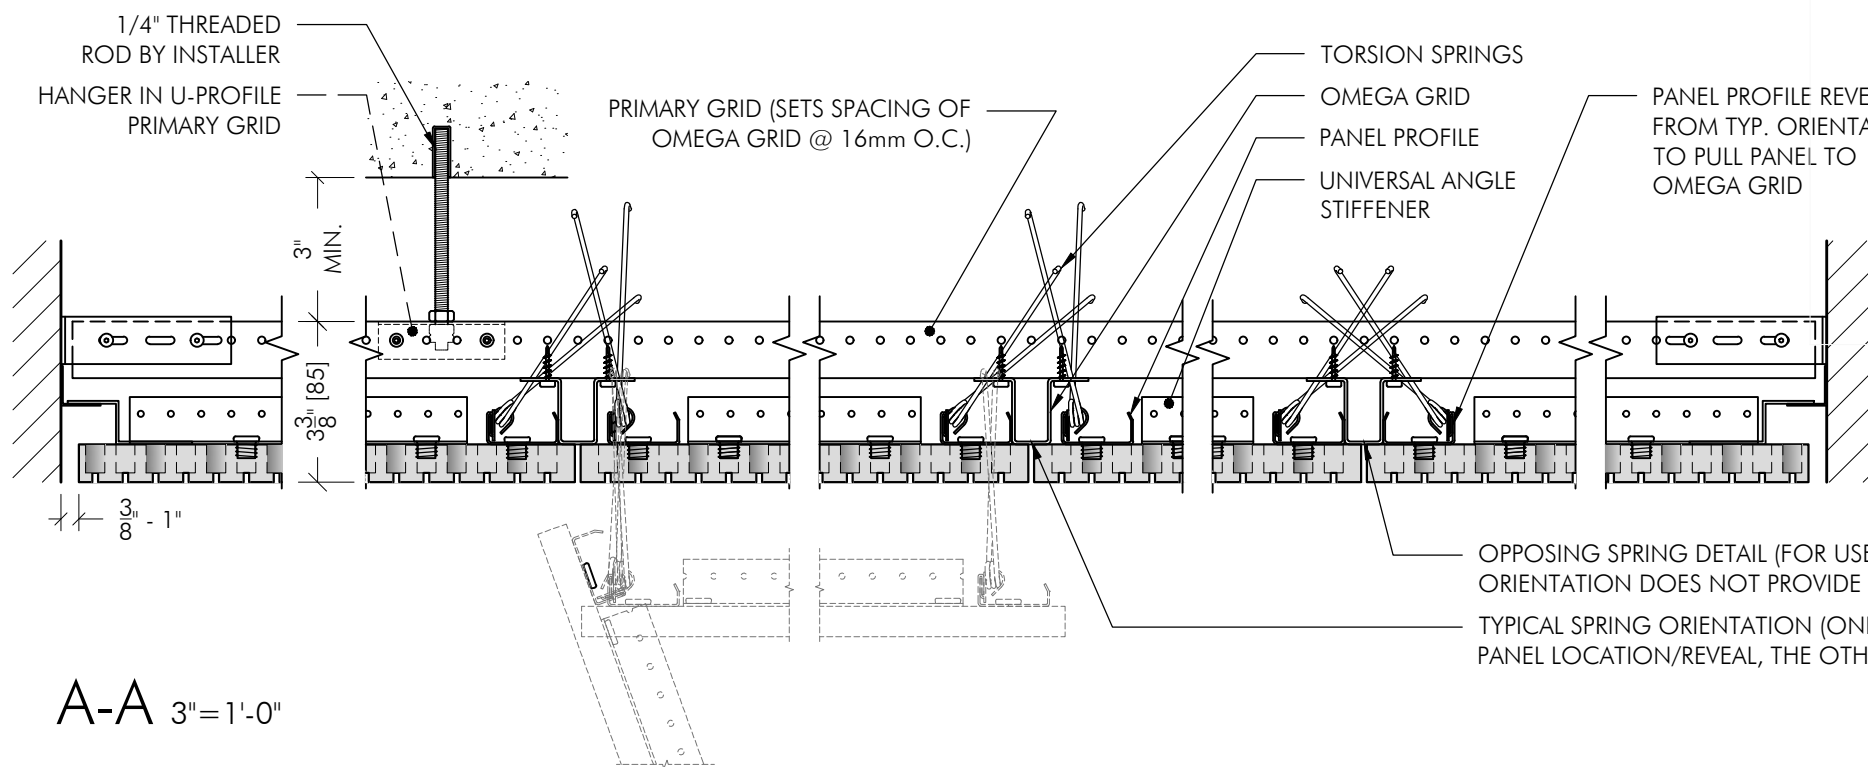 1/4" THREADED
ROD BY INSTALLER
HANGER IN U-PROFILE
PRIMARY GRID
PRIMARY GRID (SETS SPACING OF
OMEGA GRID @ 16mm O.C.)
TORSION SPRINGS
OMEGA GRID
PANEL PROFILE
UNIVERSAL ANGLE
STIFFENER
PANEL PROFILE REVE
FROM TYP. ORIENTA
TO PULL PANEL TO
OMEGA GRID
3"
MIN.
3 3/8" [85]
3/8" - 1"
OPPOSING SPRING DETAIL (FOR USE
ORIENTATION DOES NOT PROVIDE
TYPICAL SPRING ORIENTATION (ON
PANEL LOCATION/REVEAL, THE OTH
A-A 3"=1'-0"